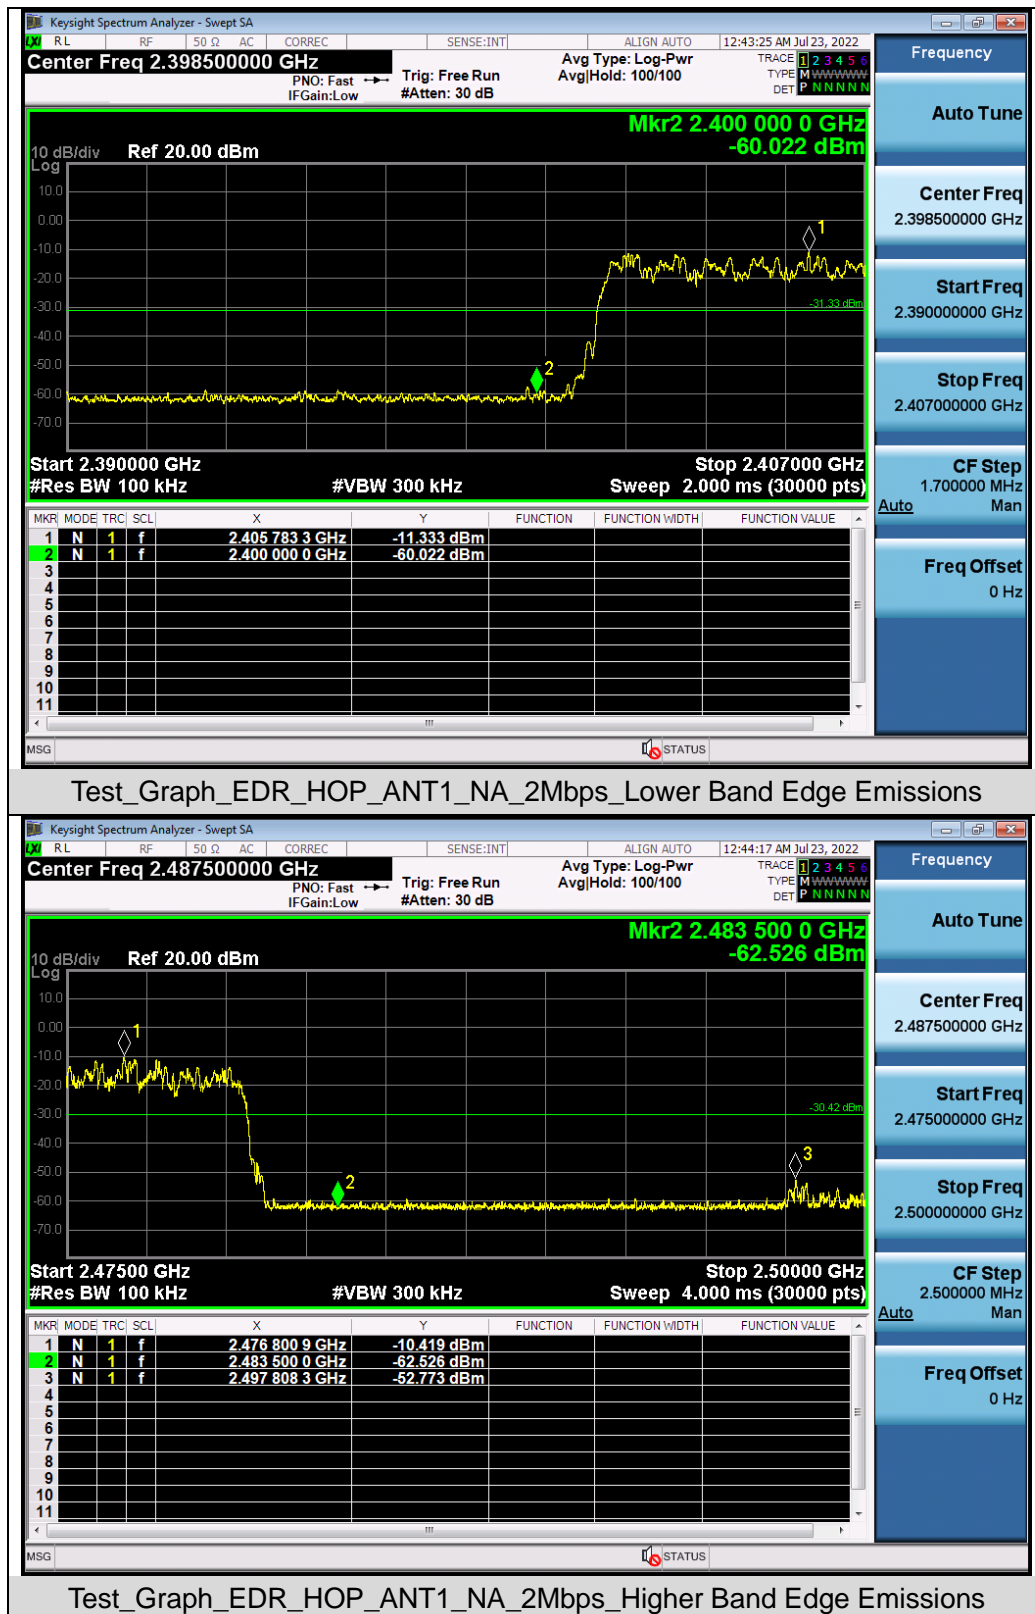 Keysight Spectrum Analyzer - Swept SA
LXI RL RF 50 Ω AC CORREC SENSE:INT ALIGN AUTO 12:43:25 AM Jul 23, 2022
Center Freq 2.398500000 GHz
PNO: Fast
IFGain:Low
Trig: Free Run
#Atten: 30 dB
Avg Type: Log-Pwr
Avg|Hold: 100/100
TRACE 1 2 3 4 5 6
TYPE M WWWWW
DET P N N N N N
Mkr2 2.400 000 0 GHz
-60.022 dBm
10 dB/div Ref 20.00 dBm
Log
10.0
0.00
-10.0
-20.0
-30.0
-40.0
-50.0
-60.0
-70.0
1
-31.33 dBm
2
Start 2.390000 GHz Stop 2.407000 GHz
#Res BW 100 kHz #VBW 300 kHz Sweep 2.000 ms (30000 pts)
MKR MODE TRC SCL X Y FUNCTION FUNCTION WIDTH FUNCTION VALUE
1 N 1 f 2.405 783 3 GHz -11.333 dBm
2 N 1 f 2.400 000 0 GHz -60.022 dBm
3
4
5
6
7
8
9
10
11
MSG STATUS
Frequency
Auto Tune
Center Freq
2.398500000 GHz
Start Freq
2.390000000 GHz
Stop Freq
2.407000000 GHz
CF Step
1.700000 MHz
Auto Man
Freq Offset
0 Hz
Test_Graph_EDR_HOP_ANT1_NA_2Mbps_Lower Band Edge Emissions
Keysight Spectrum Analyzer - Swept SA
LXI RL RF 50 Ω AC CORREC SENSE:INT ALIGN AUTO 12:44:17 AM Jul 23, 2022
Center Freq 2.487500000 GHz
PNO: Fast
IFGain:Low
Trig: Free Run
#Atten: 30 dB
Avg Type: Log-Pwr
Avg|Hold: 100/100
TRACE 1 2 3 4 5 6
TYPE M WWWWW
DET P N N N N N
Mkr2 2.483 500 0 GHz
-62.526 dBm
10 dB/div Ref 20.00 dBm
Log
10.0
0.00
-10.0
-20.0
-30.0
-40.0
-50.0
-60.0
-70.0
1
-30.42 dBm
2
3
Start 2.47500 GHz Stop 2.50000 GHz
#Res BW 100 kHz #VBW 300 kHz Sweep 4.000 ms (30000 pts)
MKR MODE TRC SCL X Y FUNCTION FUNCTION WIDTH FUNCTION VALUE
1 N 1 f 2.476 800 9 GHz -10.419 dBm
2 N 1 f 2.483 500 0 GHz -62.526 dBm
3 N 1 f 2.497 808 3 GHz -52.773 dBm
4
5
6
7
8
9
10
11
MSG STATUS
Frequency
Auto Tune
Center Freq
2.487500000 GHz
Start Freq
2.475000000 GHz
Stop Freq
2.500000000 GHz
CF Step
2.500000 MHz
Auto Man
Freq Offset
0 Hz
Test_Graph_EDR_HOP_ANT1_NA_2Mbps_Higher Band Edge Emissions